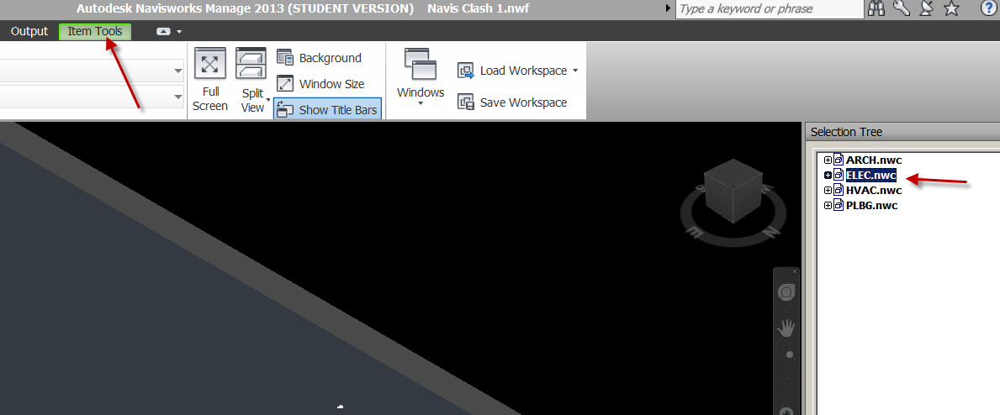 Autodesk Navisworks Manage 2013 (STUDENT VERSION) Navis Clash 1.nwf
Type a keyword or phrase
Output
Item Tools
Full Screen
Split View
Background
Window Size
Show Title Bars
Windows
Load Workspace
Save Workspace
Selection Tree
ARCH.nwc
ELEC.nwc
HVAC.nwc
PLBG.nwc
E
N